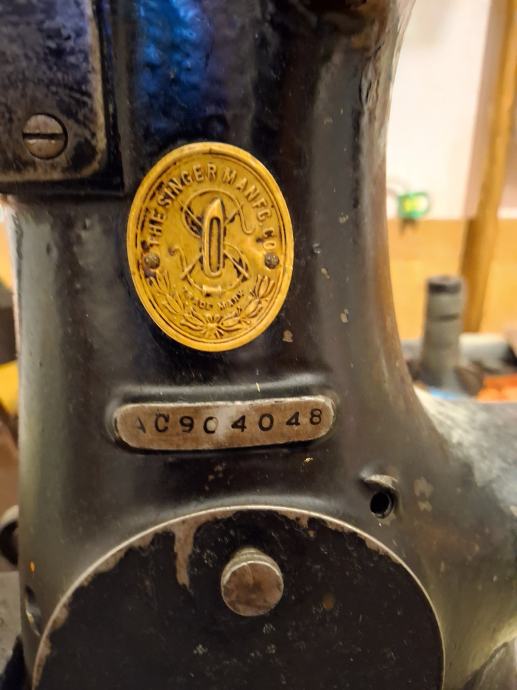 THE SINGER MANFG. CO
TRADE MARK
AC904048